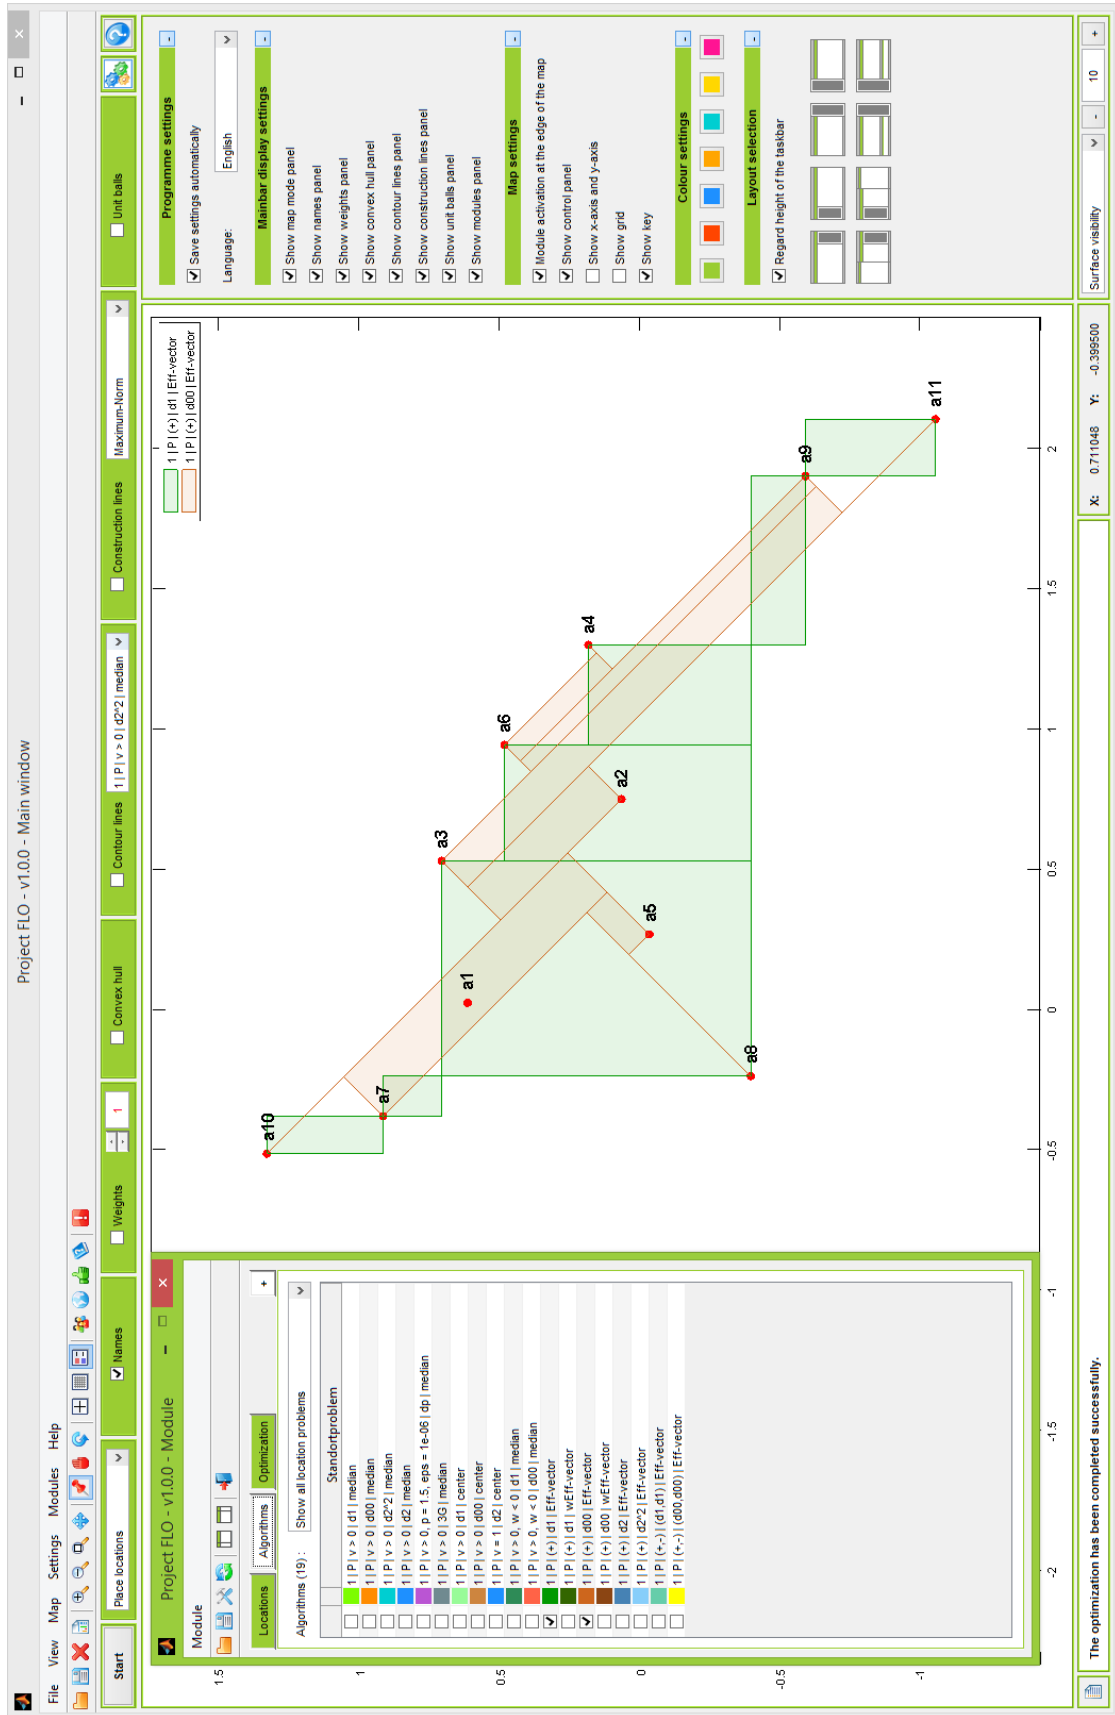 Project FLO - v1.0.0 - Main window
File View Map Settings Modules Help
Start
Place locations
Names
Weights
1
Convex hull
Contour lines
1 | P | v > 0 | d2^2 | median
Construction lines
Maximum-Norm
Unit balls
Project FLO - v1.0.0 - Module
Module
Locations
Algorithms
Optimization
+
Algorithms (19) :
Show all location problems
Standortproblem
1 | P | v > 0 | d1 | median
1 | P | v > 0 | d00 | median
1 | P | v > 0 | d2^2 | median
1 | P | v > 0 | d2 | median
1 | P | v > 0, p = 1.5, eps = 1e-06 | dp | median
1 | P | v > 0 | 3G | median
1 | P | v > 0 | d1 | center
1 | P | v > 0 | d00 | center
1 | P | v = 1 | d2 | center
1 | P | v > 0, w < 0 | d1 | median
1 | P | v > 0, w < 0 | d00 | median
1 | P | (+) | d1 | Eff-vector
1 | P | (+) | d1 | wEff-vector
1 | P | (+) | d00 | Eff-vector
1 | P | (+) | d00 | wEff-vector
1 | P | (+) | d2 | Eff-vector
1 | P | (+) | d2^2 | Eff-vector
1 | P | (+,-) | (d1,d1) | Eff-vector
1 | P | (+,-) | (d00,d00) | Eff-vector
1 | P | (+) | d1 | Eff-vector
1 | P | (+) | d00 | Eff-vector
1.5
1
0.5
0
-0.5
-1
a10
a7
a1
a3
a6
a4
a2
a5
a8
a9
a11
-2
-1.5
-1
-0.5
0
0.5
1
1.5
2
Programme settings
-
Save settings automatically
Language:
English
Mainbar display settings
-
Show map mode panel
Show names panel
Show weights panel
Show convex hull panel
Show contour lines panel
Show construction lines panel
Show unit balls panel
Show modules panel
Map settings
-
Module activation at the edge of the map
Show control panel
Show x-axis and y-axis
Show grid
Show key
Colour settings
-
Layout selection
-
Regard height of the taskbar
The optimization has been completed successfully.
X: 0.711048 Y: -0.399500
Surface visibility
- 10 +